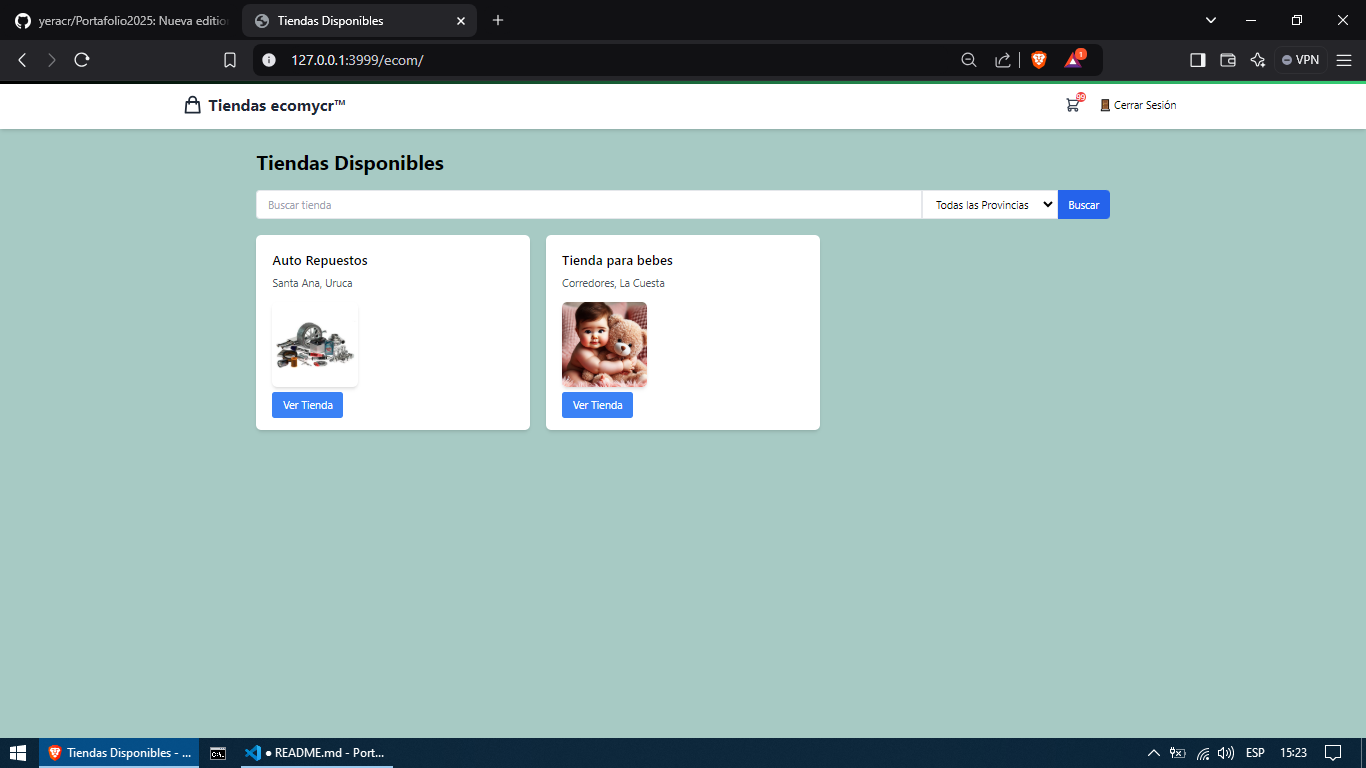 yeracr/Portafolio2025: Nueva edition
Tiendas Disponibles
127.0.0.1:3999/ecom/
1
VPN
Tiendas ecomycr™
Cerrar Sesión
Tiendas Disponibles
Buscar tienda
Todas las Provincias
Buscar
Auto Repuestos
Tienda para bebes
Santa Ana, Uruca
Corredores, La Cuesta
Ver Tienda
Ver Tienda
Tiendas Disponibles - ...
● README.md - Port...
ESP
15:23